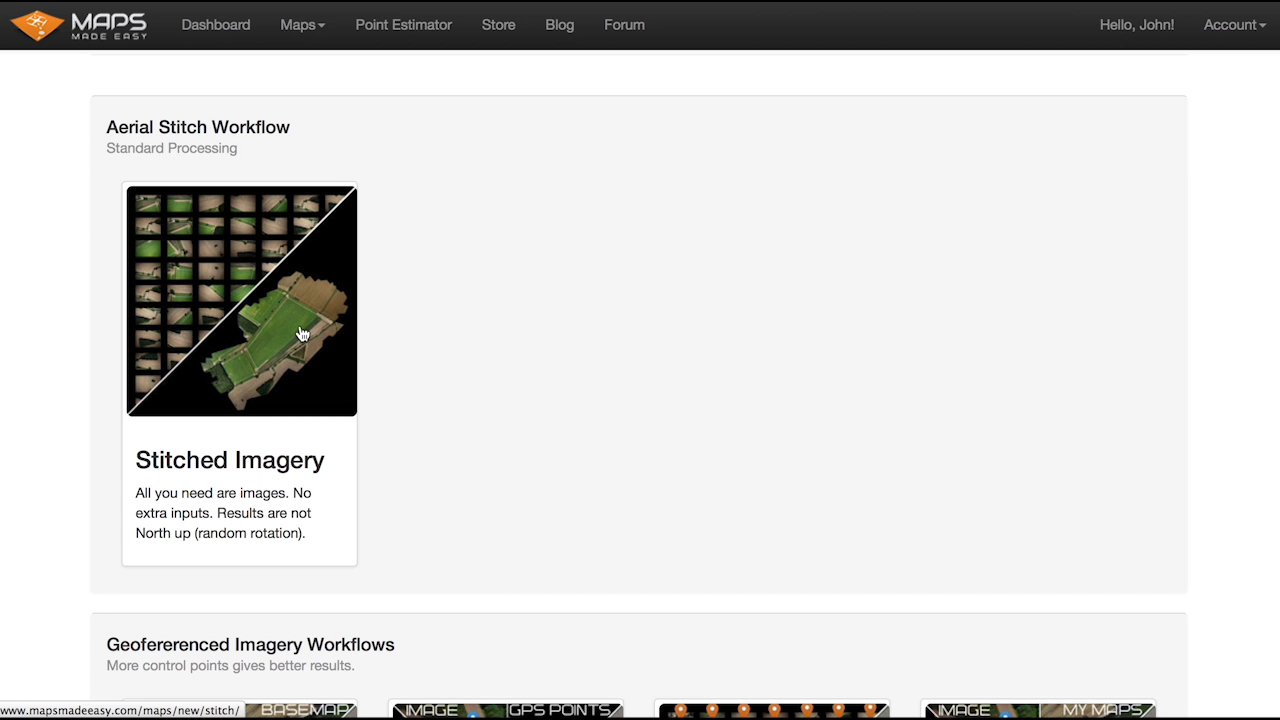 MAPS
MADE EASY
Dashboard
Maps
Point Estimator
Store
Blog
Forum
Hello, John!
Account
Aerial Stitch Workflow
Standard Processing
Stitched Imagery
All you need are images. No
extra inputs. Results are not
North up (random rotation).
Geofererenced Imagery Workflows
More control points gives better results.
BASEMAP
IMAGE
GPS POINTS
IMAGE
MY MAPS
www.mapsmadeeasy.com/maps/new/stitch/